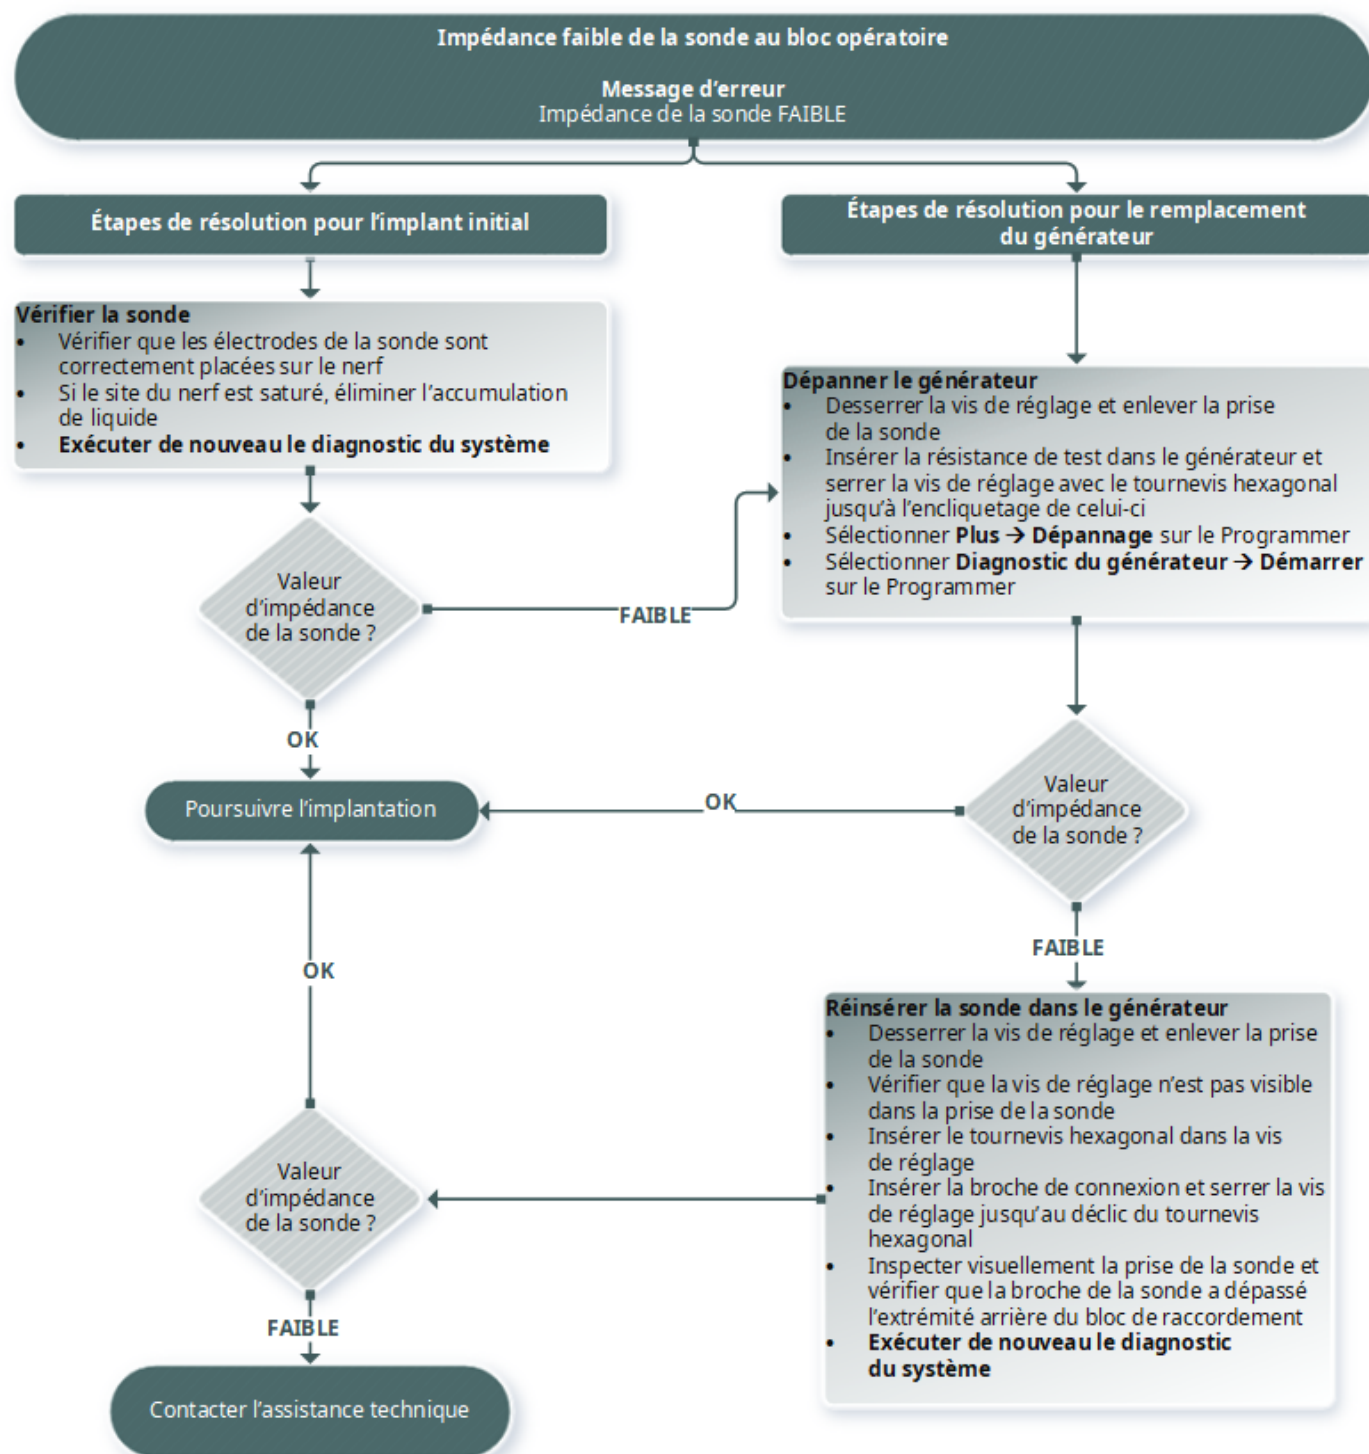 Impédance faible de la sonde au bloc opératoire
Message d’erreur
Impédance de la sonde FAIBLE
Étapes de résolution pour l’implant initial
Étapes de résolution pour le remplacement
du générateur
Vérifier la sonde
• Vérifier que les électrodes de la sonde sont
correctement placées sur le nerf
• Si le site du nerf est saturé, éliminer l’accumulation
de liquide
• Exécuter de nouveau le diagnostic du système
Dépanner le générateur
• Desserrer la vis de réglage et enlever la prise
de la sonde
• Insérer la résistance de test dans le générateur et
serrer la vis de réglage avec le tournevis hexagonal
jusqu’à l’encliquetage de celui-ci
• Sélectionner Plus → Dépannage sur le Programmer
• Sélectionner Diagnostic du générateur → Démarrer
sur le Programmer
Valeur
d’impédance
de la sonde ?
FAIBLE
OK
Poursuivre l’implantation
OK
Valeur
d’impédance
de la sonde ?
FAIBLE
Réinsérer la sonde dans le générateur
• Desserrer la vis de réglage et enlever la prise
de la sonde
• Vérifier que la vis de réglage n’est pas visible
dans la prise de la sonde
• Insérer le tournevis hexagonal dans la vis
de réglage
• Insérer la broche de connexion et serrer la vis
de réglage jusqu’au déclic du tournevis
hexagonal
• Inspecter visuellement la prise de la sonde et
vérifier que la broche de la sonde a dépassé
l’extrémité arrière du bloc de raccordement
• Exécuter de nouveau le diagnostic
du système
OK
Valeur
d’impédance
de la sonde ?
FAIBLE
Contacter l’assistance technique